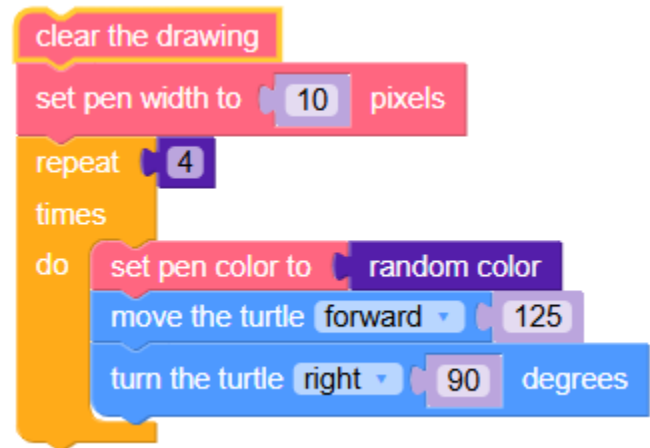 clear the drawing
set pen width to 10 pixels
repeat 4
times
do set pen color to random color
move the turtle forward 125
turn the turtle right 90 degrees